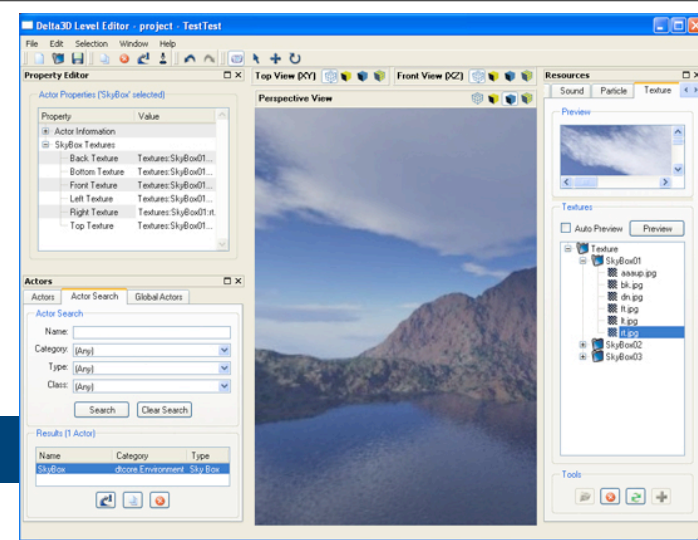 Delta3D Level Editor - project - TestTest
File Edit Selection Window Help
Property Editor
Actor Properties ('SkyBox' selected)
Property Value
Actor Information
SkyBox Textures
Back Texture Textures:SkyBox01...
Bottom Texture Textures:SkyBox01...
Front Texture Textures:SkyBox01...
Left Texture Textures:SkyBox01...
Right Texture Textures:SkyBox01:rt.
Top Texture Textures:SkyBox01...
Actors
Actors Actor Search Global Actors
Actor Search
Name:
Category: (Any)
Type: (Any)
Class: (Any)
Search Clear Search
Results (1 Actor)
Name Category Type
SkyBox dtcore.Environment Sky Box
Top View (XY) Front View (XZ)
Perspective View
Resources
Sound Particle Texture
Preview
Textures
Auto Preview Preview
Texture
SkyBox01
aaaup.jpg
bk.jpg
dn.jpg
ft.jpg
lt.jpg
rt.jpg
SkyBox02
SkyBox03
Tools